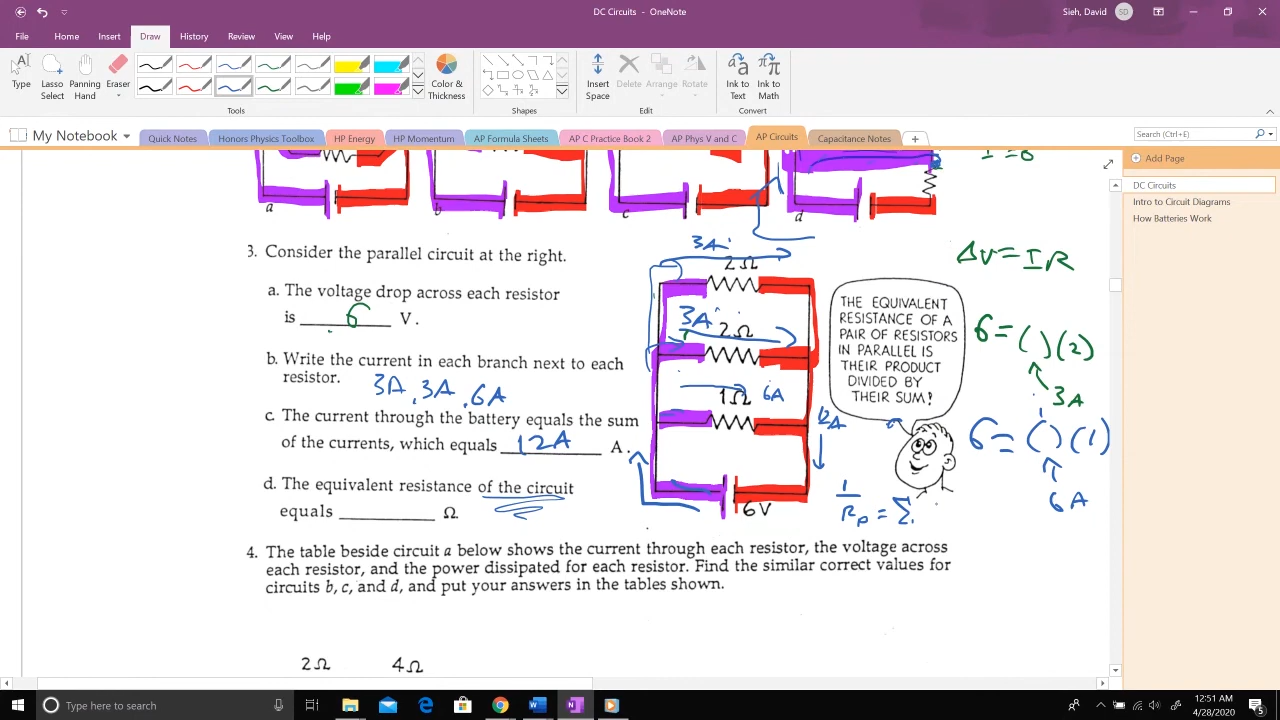 DC Circuits - OneNote
Sieh, David SD
File Home Insert Draw History Review View Help
Type Lasso Select Panning Hand Eraser Color & Thickness Insert Space Delete Arrange Rotate Ink to Text Ink to Math
Tools Shapes Edit Convert
My Notebook Quick Notes Honors Physics Toolbox HP Energy HP Momentum AP Formula Sheets AP C Practice Book 2 AP Phys V and C AP Circuits Capacitance Notes
Search (Ctrl+E)
Add Page
DC Circuits
Intro to Circuit Diagrams
How Batteries Work
a b c d
3. Consider the parallel circuit at the right.
a. The voltage drop across each resistor
is 6 V.
b. Write the current in each branch next to each
resistor.
3A, 3A, 6A
c. The current through the battery equals the sum
of the currents, which equals 12A A.
d. The equivalent resistance of the circuit
equals ________ Ω.
3A
2Ω
3A
2Ω
6A
1Ω
12A
6V
THE EQUIVALENT
RESISTANCE OF A
PAIR OF RESISTORS
IN PARALLEL IS
THEIR PRODUCT
DIVIDED BY
THEIR SUM!
ΔV=IR
6=( )(2)
3A
6=( )(1)
6A
1/Rp = Σ
4. The table beside circuit a below shows the current through each resistor, the voltage across
each resistor, and the power dissipated for each resistor. Find the similar correct values for
circuits b, c, and d, and put your answers in the tables shown.
2Ω 4Ω
Type here to search
12:51 AM
4/28/2020